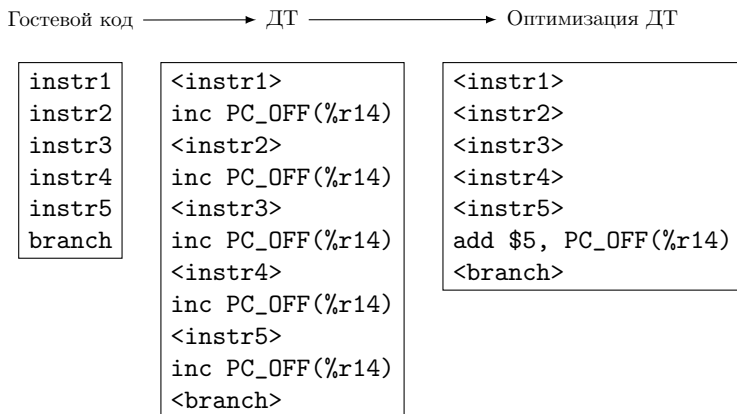 Гостевой код ДТ Оптимизация ДТ
instr1
instr2
instr3
instr4
instr5
branch
<instr1>
inc PC_OFF(%r14)
<instr2>
inc PC_OFF(%r14)
<instr3>
inc PC_OFF(%r14)
<instr4>
inc PC_OFF(%r14)
<instr5>
inc PC_OFF(%r14)
<branch>
<instr1>
<instr2>
<instr3>
<instr4>
<instr5>
add $5, PC_OFF(%r14)
<branch>